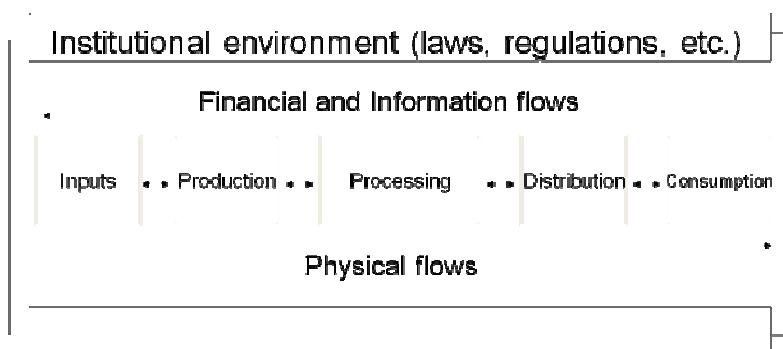 Institutional environment (laws, regulations, etc.)
Financial and Information flows
Inputs Production Processing Distribution Consumption
Physical flows